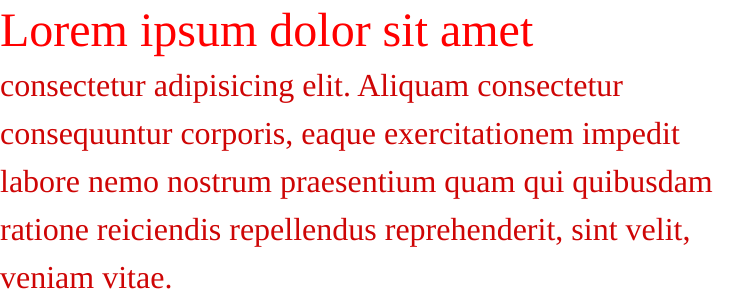 Lorem ipsum dolor sit amet
consectetur adipisicing elit. Aliquam consectetur
consequuntur corporis, eaque exercitationem impedit
labore nemo nostrum praesentium quam qui quibusdam
ratione reiciendis repellendus reprehenderit, sint velit,
veniam vitae.